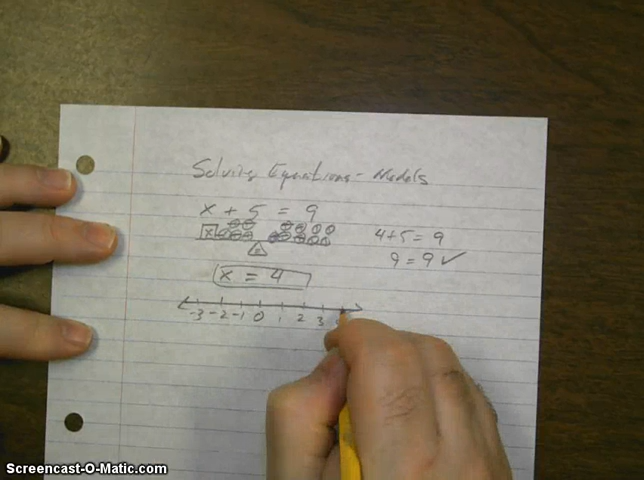 Solving Equations - Models
x + 5 = 9
x
4+5 = 9
9 = 9 ✓
x = 4
-3 -2 -1 0 1 2 3
Screencast-O-Matic.com